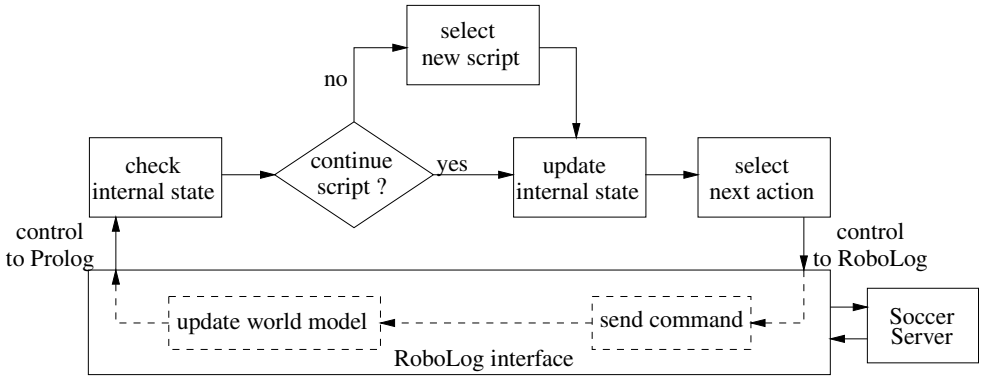 select
new script
no
check
internal state
continue
script ?
yes
update
internal state
select
next action
control
to Prolog
control
to RoboLog
update world model
send command
RoboLog interface
Soccer
Server